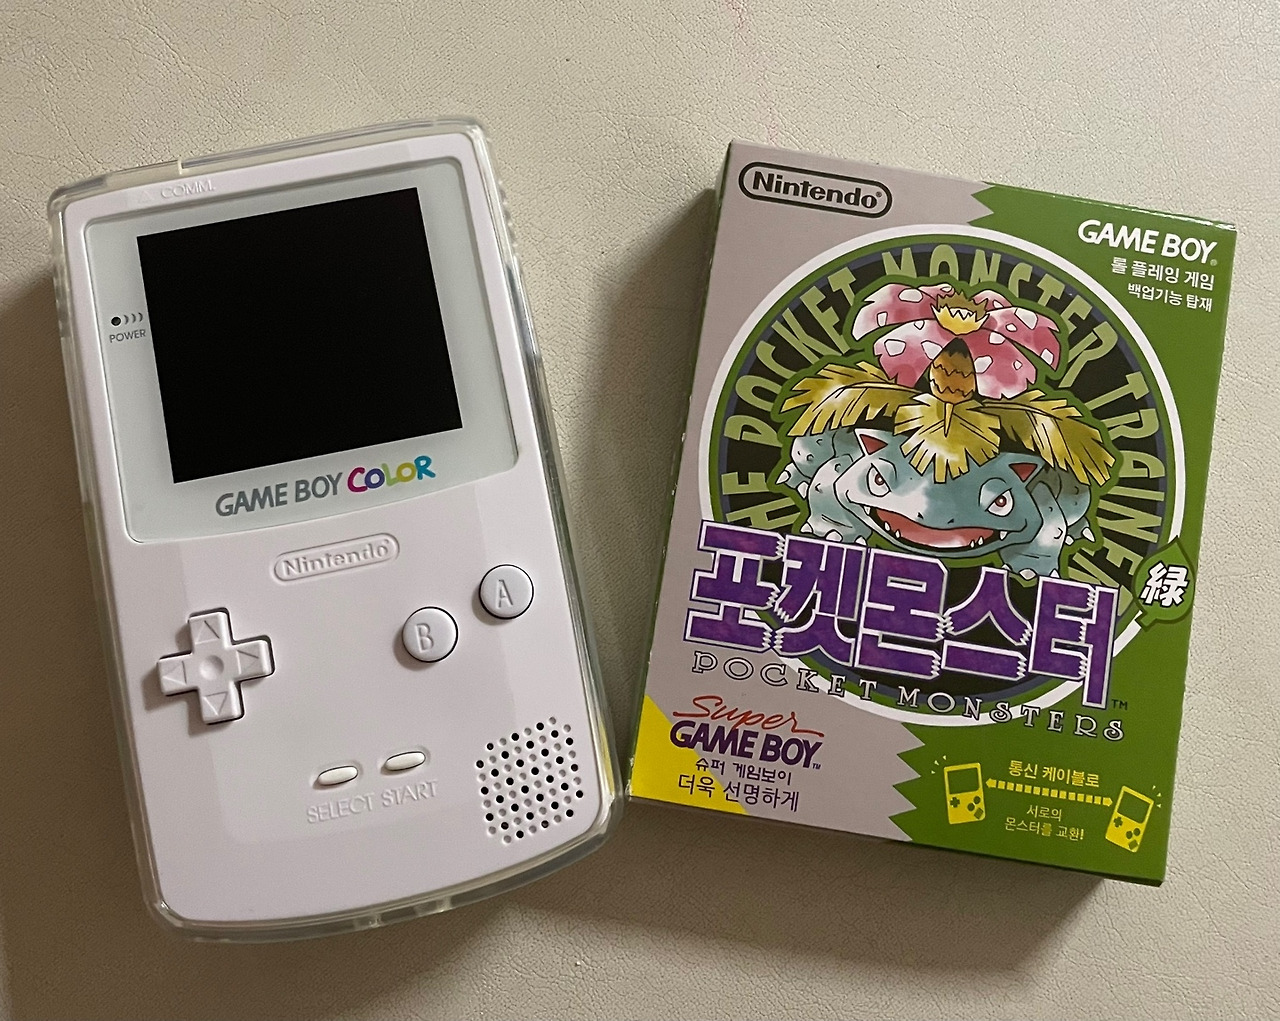 COMM.
POWER
GAME BOY COLOR
Nintendo
A
B
SELECT START
Nintendo®
GAME BOY®
롤 플레잉 게임
백업기능 탑재
THE POCKET MONSTER TRAINER
緑
포켓몬스터
POCKET MONSTERS™
Super
GAME BOY™
슈퍼 게임보이
더욱 선명하게
통신 케이블로
서로의
몬스터를 교환!